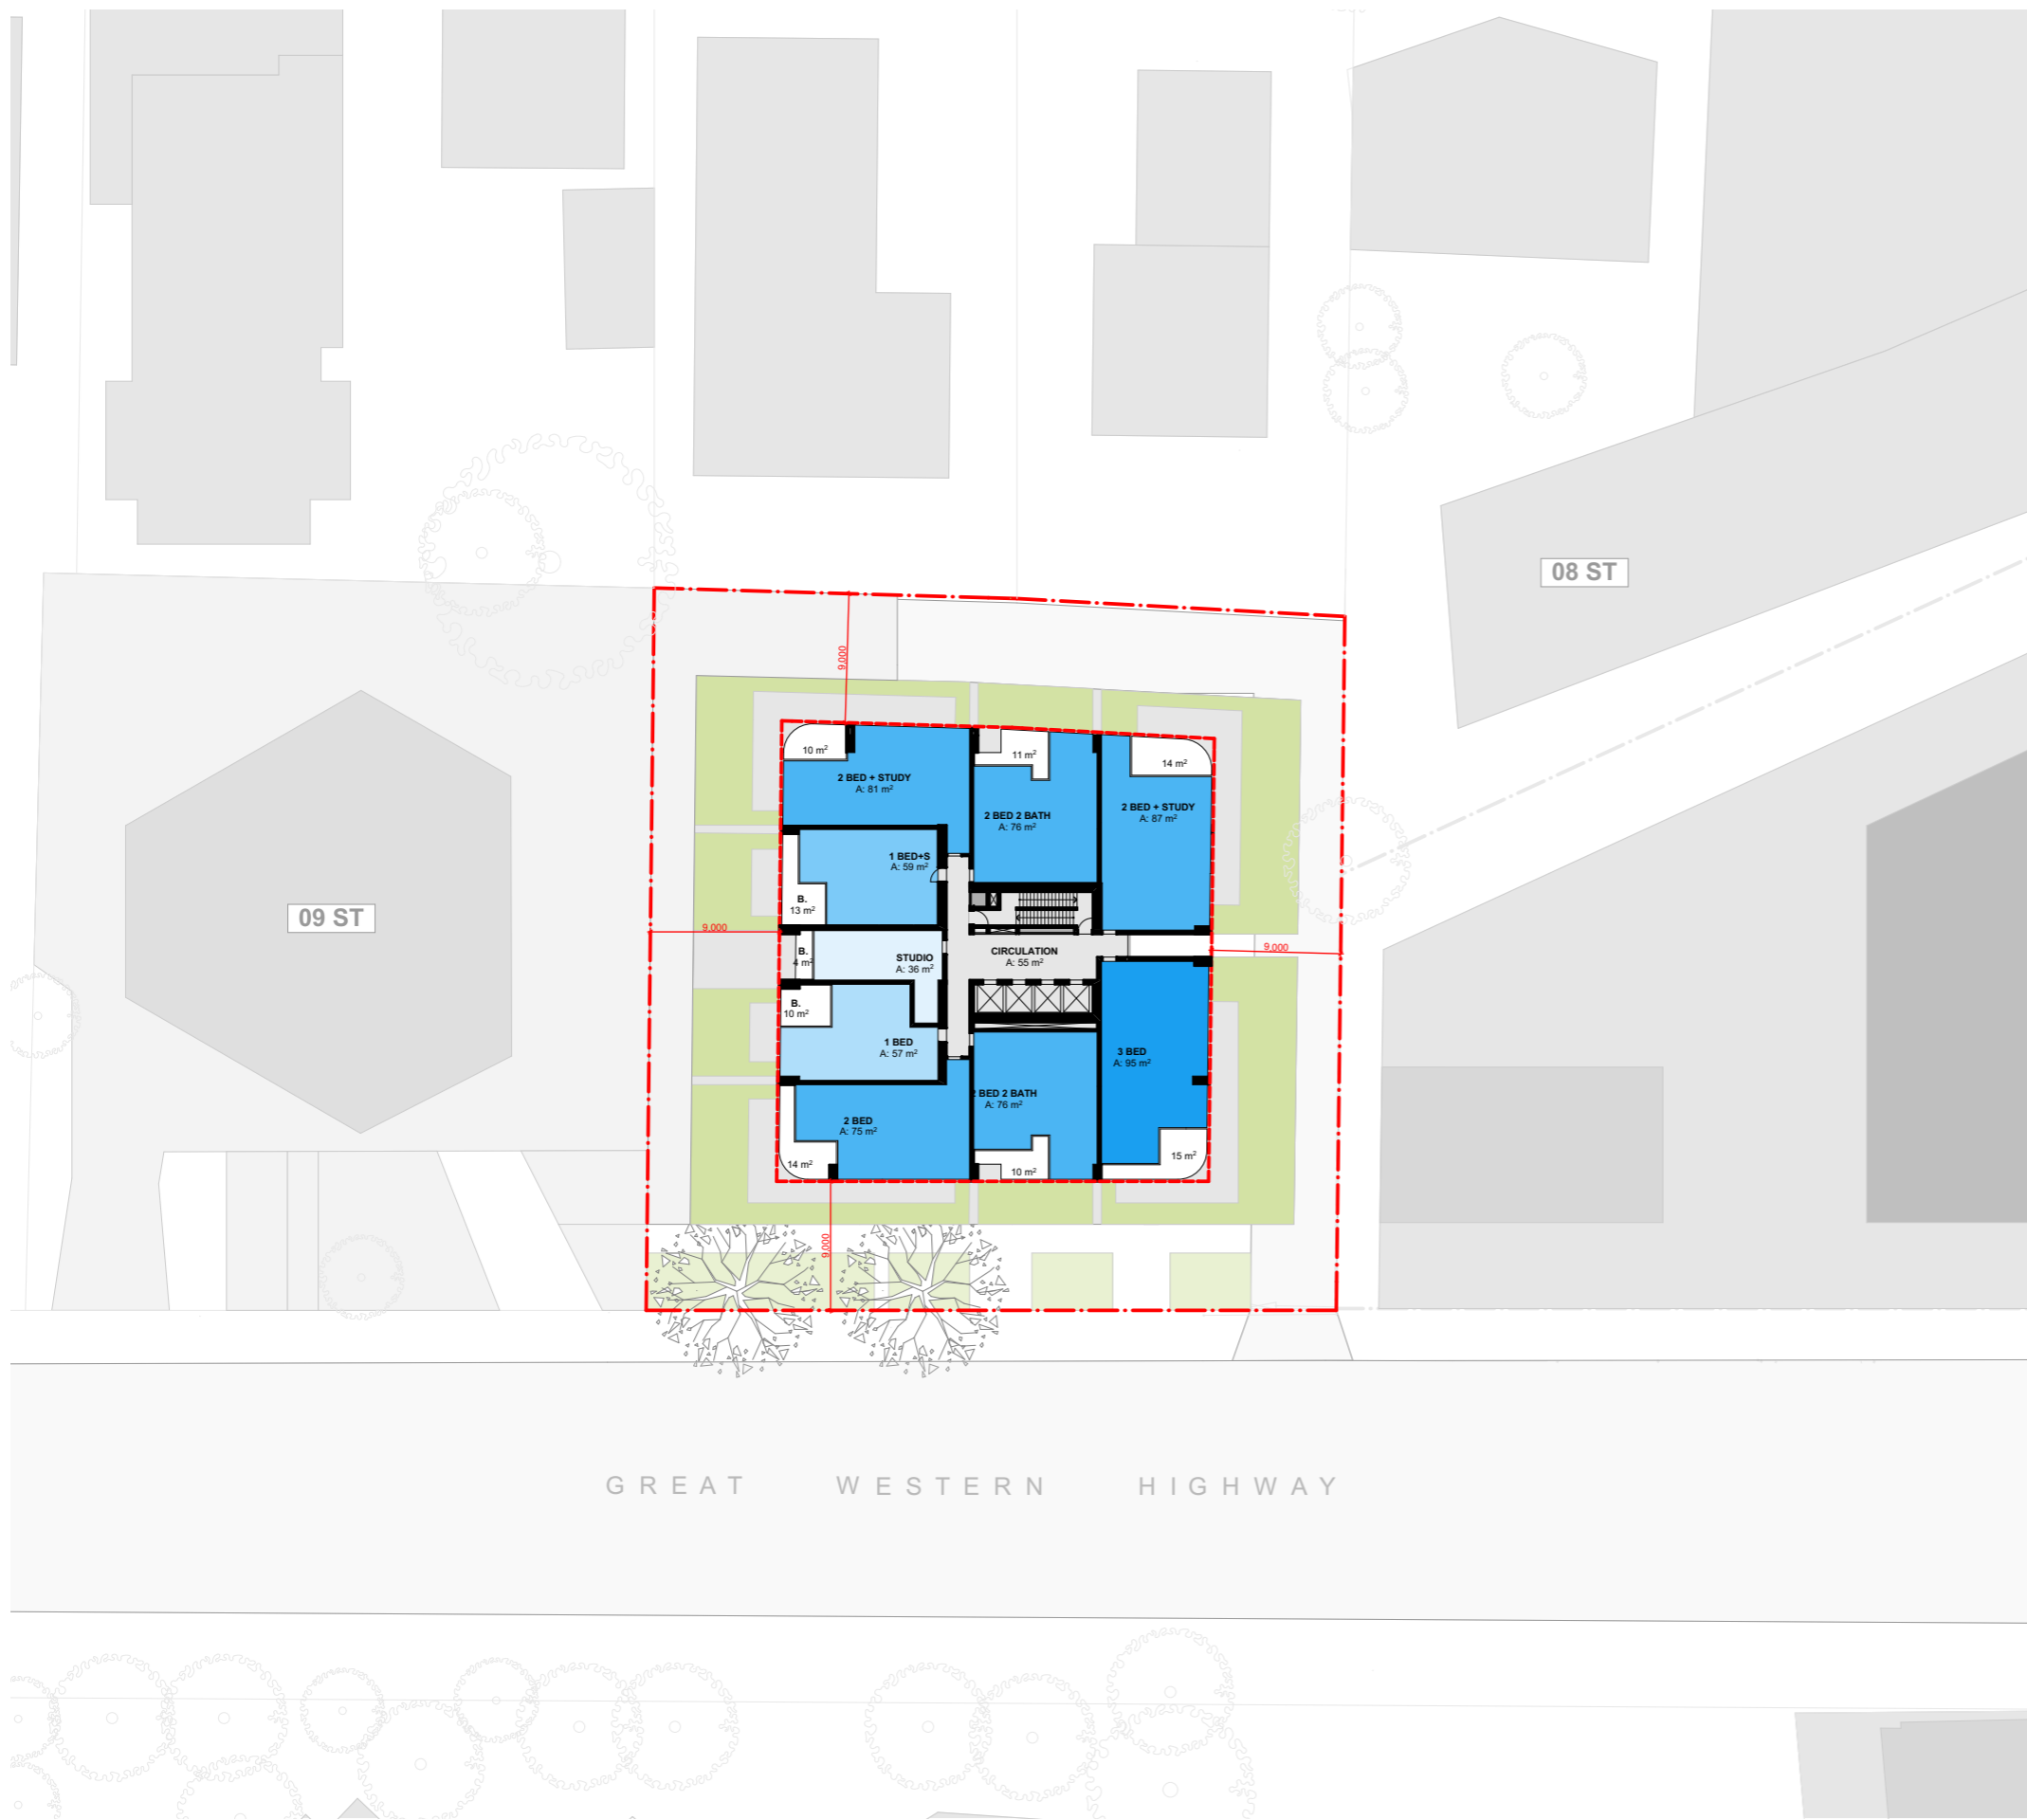 08 ST
9,000
10 m²
11 m²
14 m²
2 BED + STUDY
A: 81 m²
2 BED 2 BATH
A: 76 m²
2 BED + STUDY
A: 87 m²
1 BED+S
A: 59 m²
B.
13 m²
09 ST
9,000
B.
4 m²
STUDIO
A: 36 m²
CIRCULATION
A: 55 m²
9,000
B.
10 m²
1 BED
A: 57 m²
3 BED
A: 95 m²
2 BED
A: 75 m²
BED 2 BATH
A: 76 m²
14 m²
10 m²
15 m²
9,000
GREAT WESTERN HIGHWAY